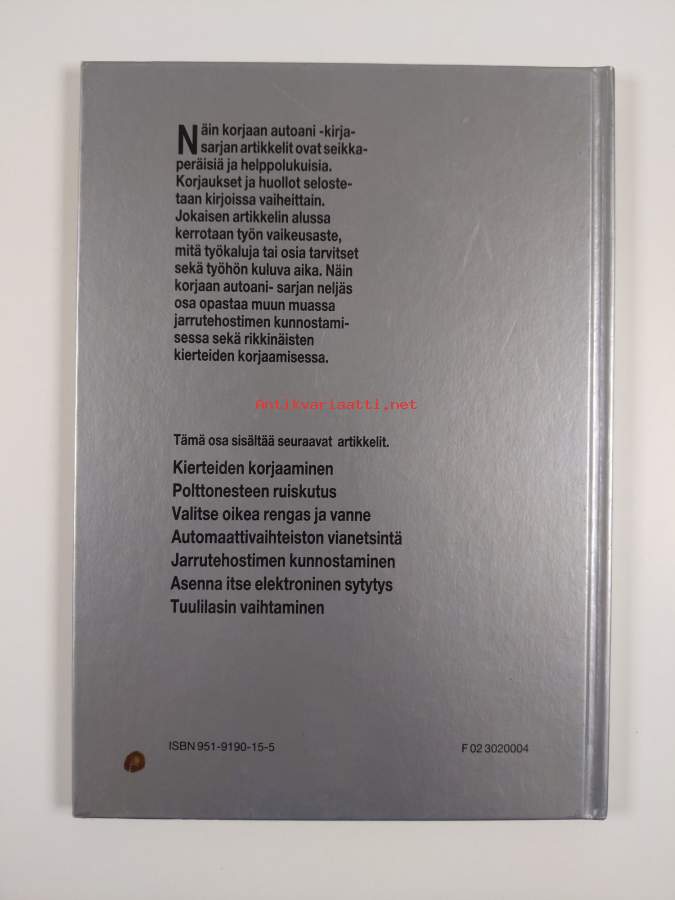 Näin korjaan autoani -kirja-
sarjan artikkelit ovat seikka-
peräisiä ja helppolukuisia.
Korjaukset ja huollot seloste-
taan kirjoissa vaiheittain.
Jokaisen artikkelin alussa
kerrotaan työn vaikeusaste,
mitä työkaluja tai osia tarvitset
sekä työhön kuluva aika. Näin
korjaan autoani- sarjan neljäs
osa opastaa muun muassa
jarrutehostimen kunnostami-
sessa sekä rikkinäisten
kierteiden korjaamisessa.
Antikvariaatti.net
Tämä osa sisältää seuraavat artikkelit.
Kierteiden korjaaminen
Polttonesteen ruiskutus
Valitse oikea rengas ja vanne
Automaattivaihteiston vianetsintä
Jarrutehostimen kunnostaminen
Asenna itse elektroninen sytytys
Tuulilasin vaihtaminen
ISBN 951-9190-15-5 F 02 3020004